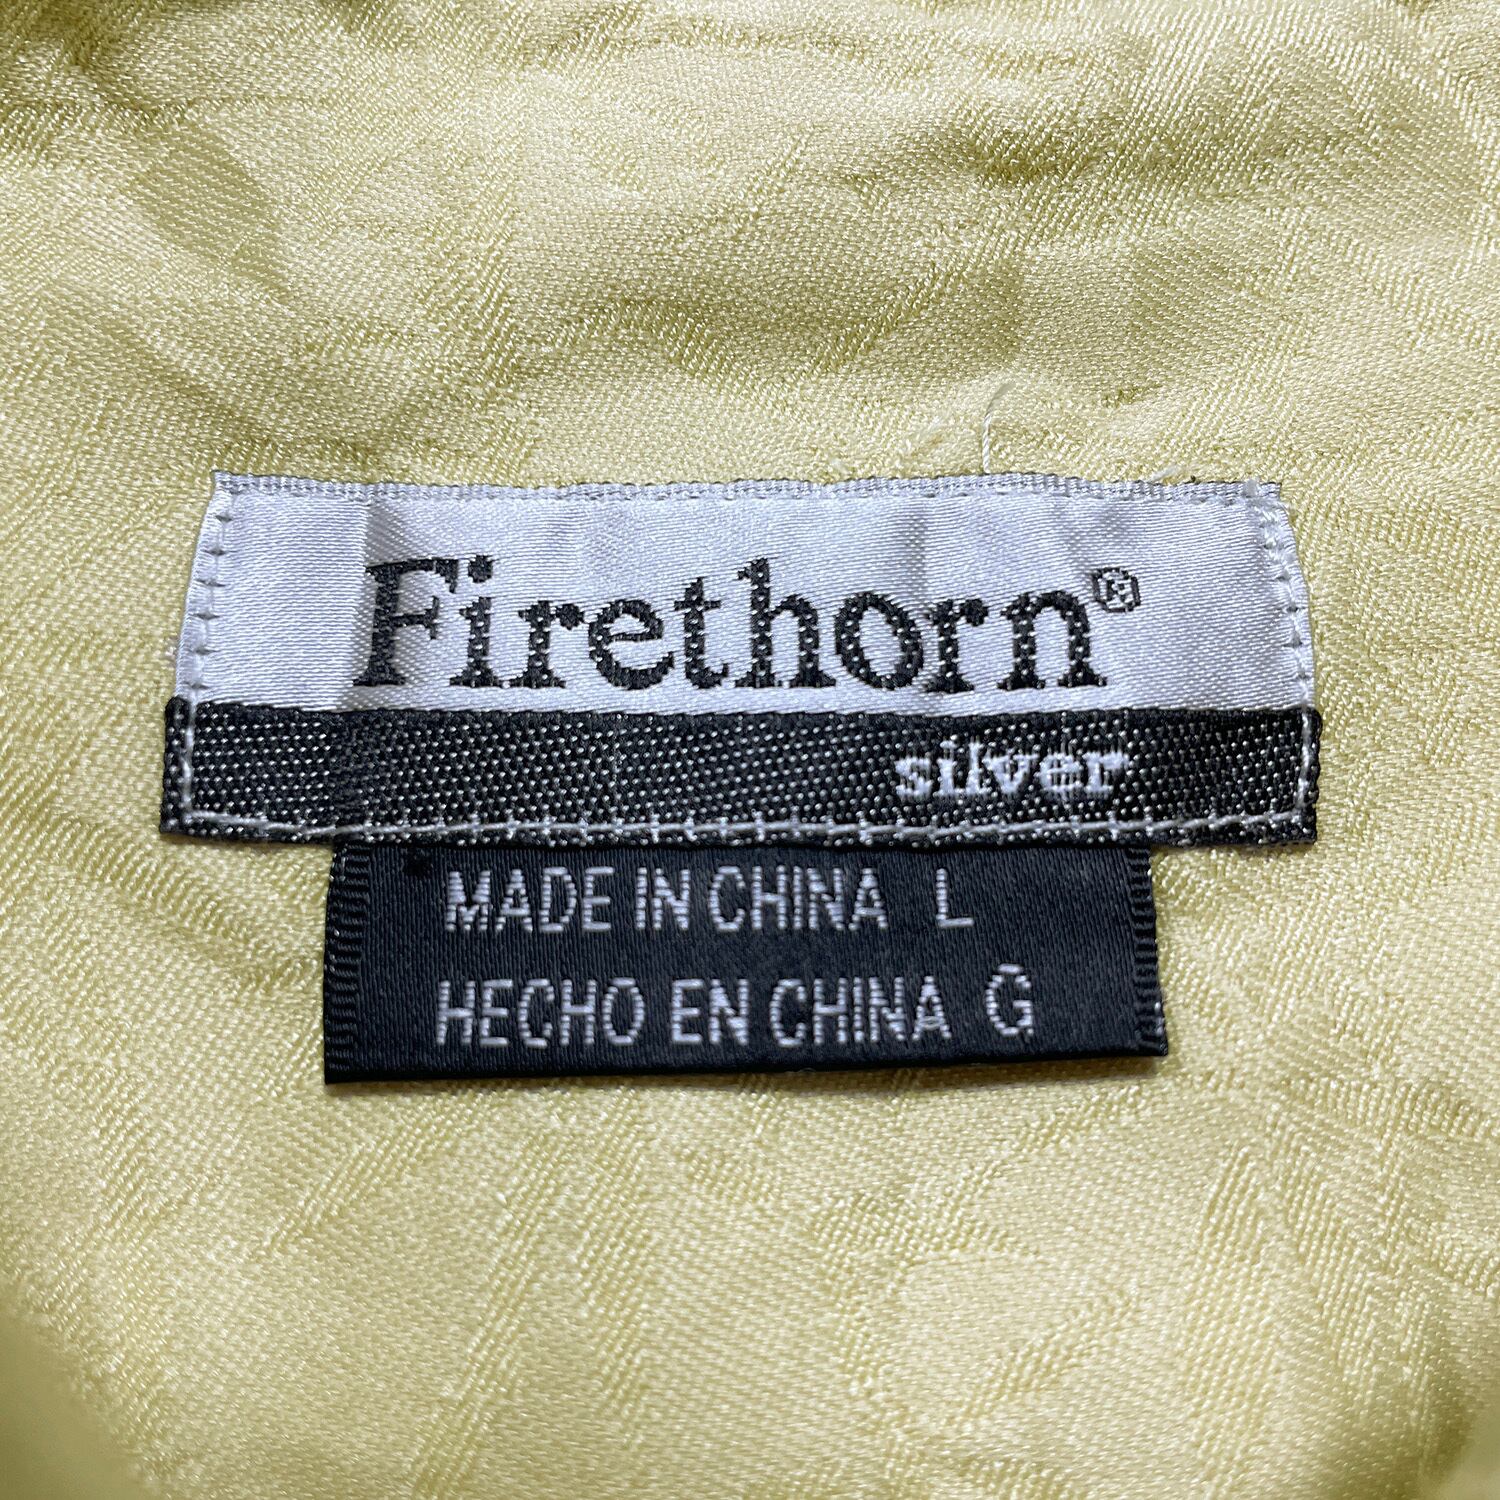 Firethorn®
silver
MADE IN CHINA L
HECHO EN CHINA G